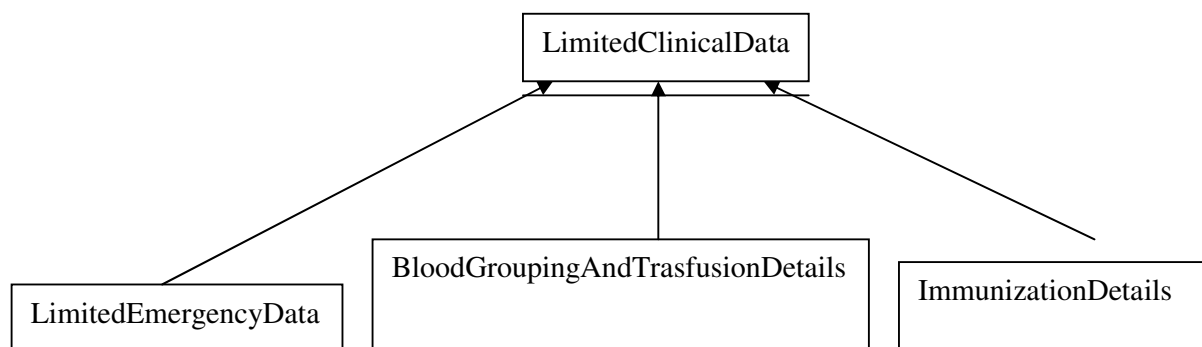 LimitedClinicalData
BloodGroupingAndTrasfusionDetails
ImmunizationDetails
LimitedEmergencyData